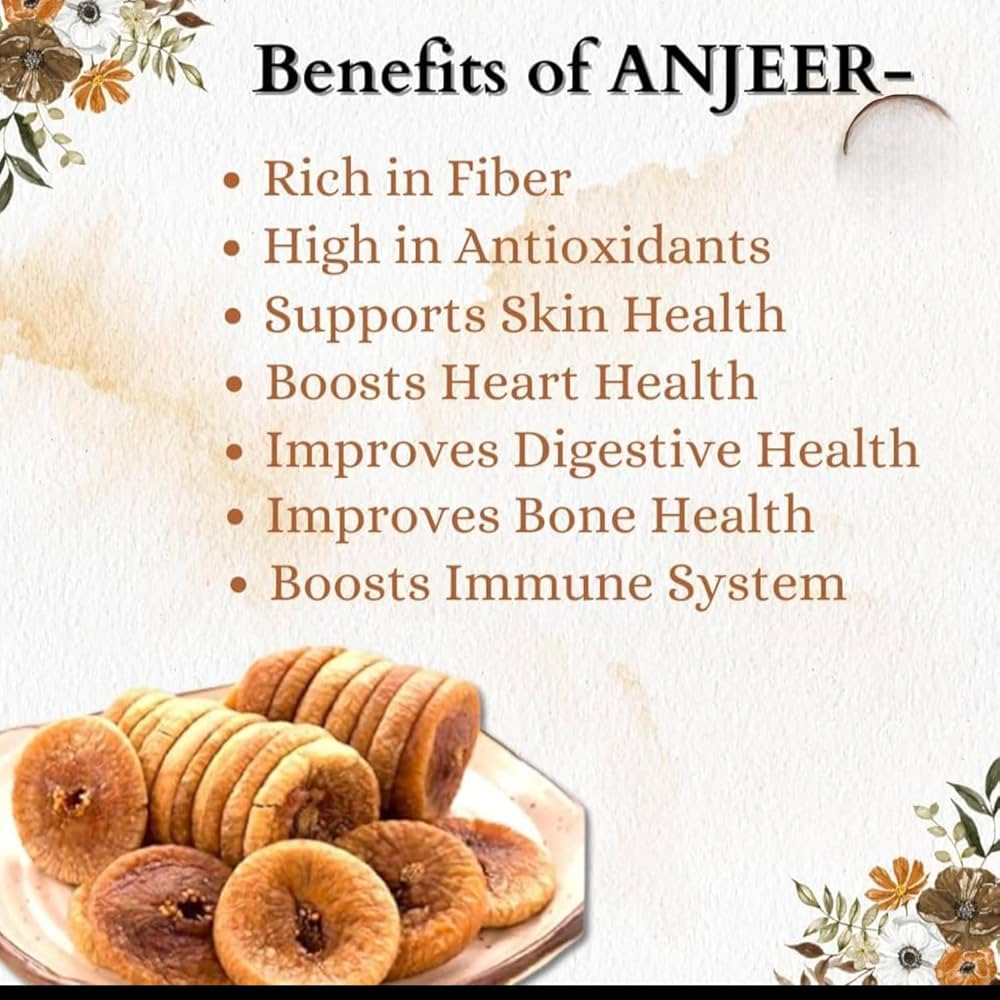 Benefits of ANJEER-
• Rich in Fiber
• High in Antioxidants
• Supports Skin Health
• Boosts Heart Health
• Improves Digestive Health
• Improves Bone Health
• Boosts Immune System